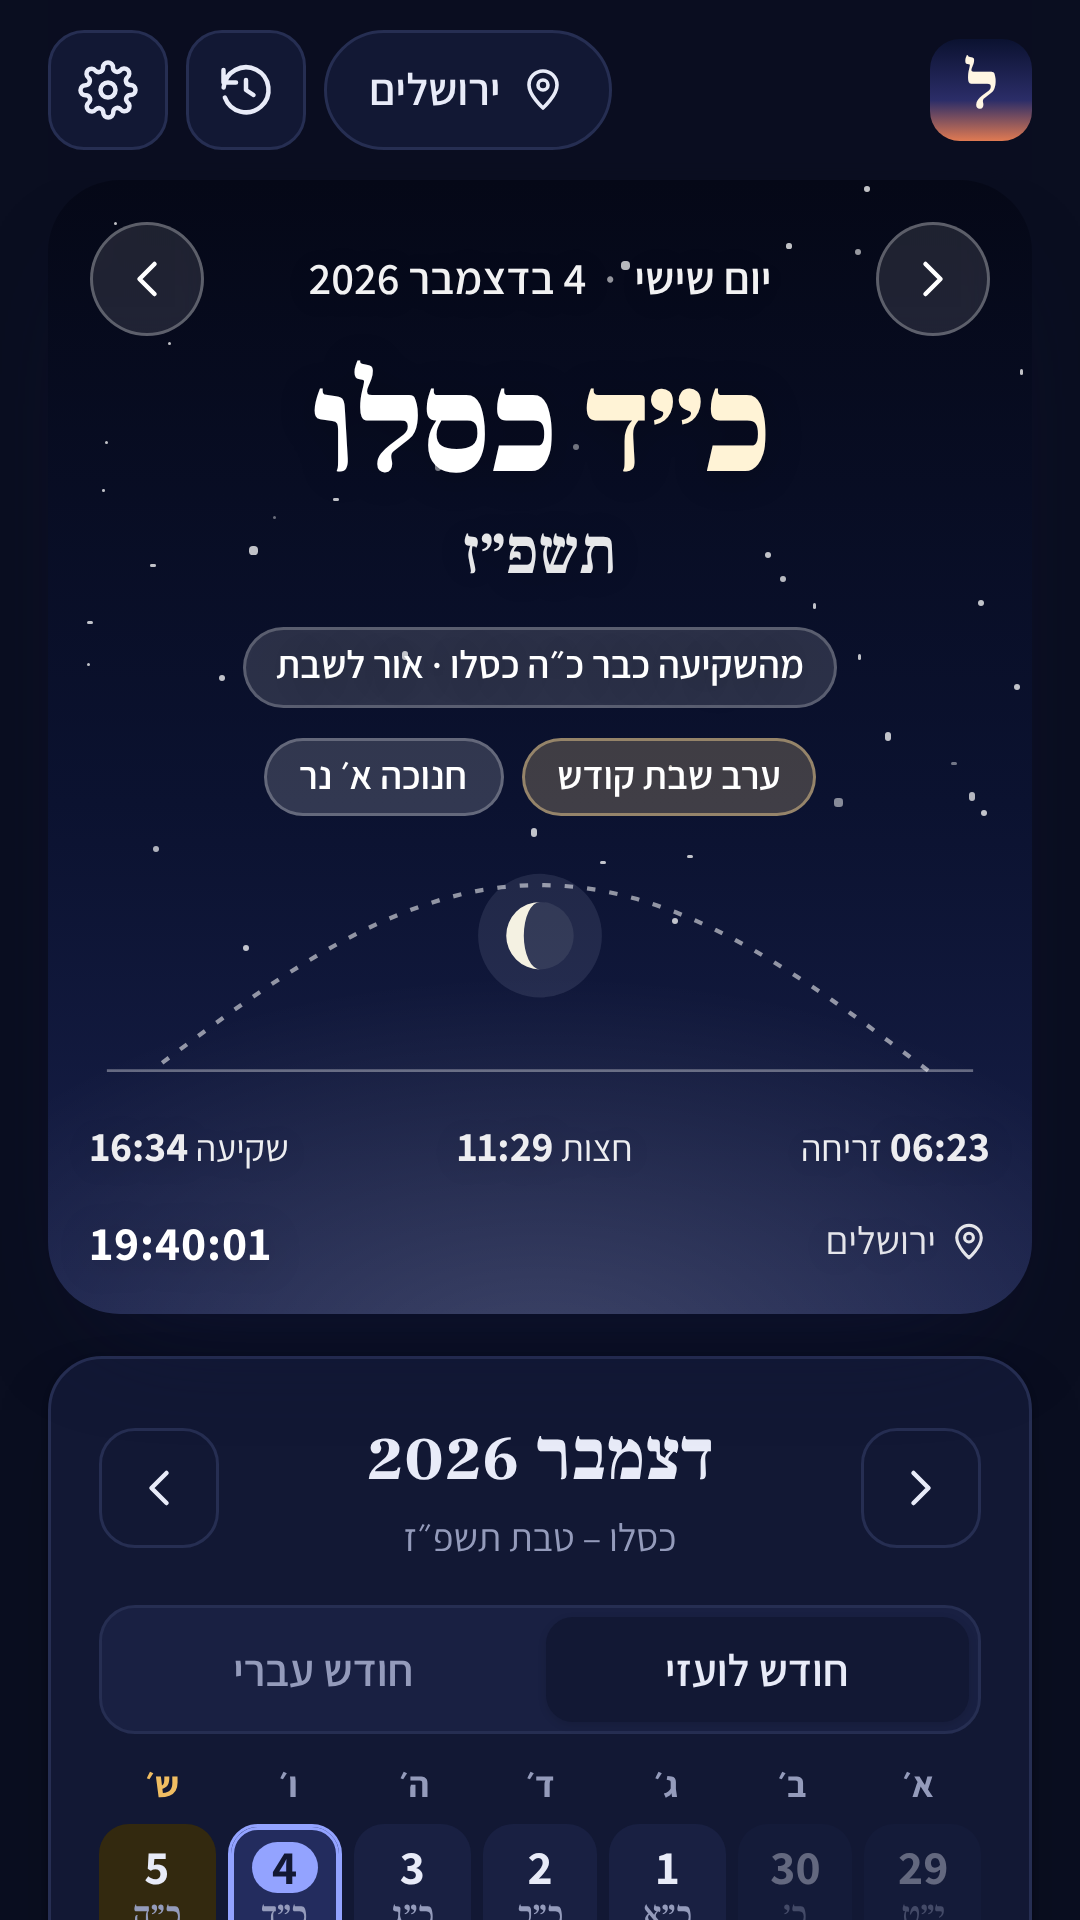 ל
ירושלים
יום שישי · 4 בדצמבר 2026
כ״ד כסלו
תשפ״ז
מהשקיעה כבר כ״ה כסלו · אור לשבת
ערב שבת קודש
חנוכה א׳ נר
06:23 זריחה
חצות 11:29
שקיעה 16:34
ירושלים
19:40:01
דצמבר 2026
כסלו – טבת תשפ״ז
חודש לועזי
חודש עברי
א׳ ב׳ ג׳ ד׳ ה׳ ו׳ ש׳
29 30 1 2 3 4 5
י״ט כ׳ כ״א כ״ב כ״ג כ״ד כ״ה